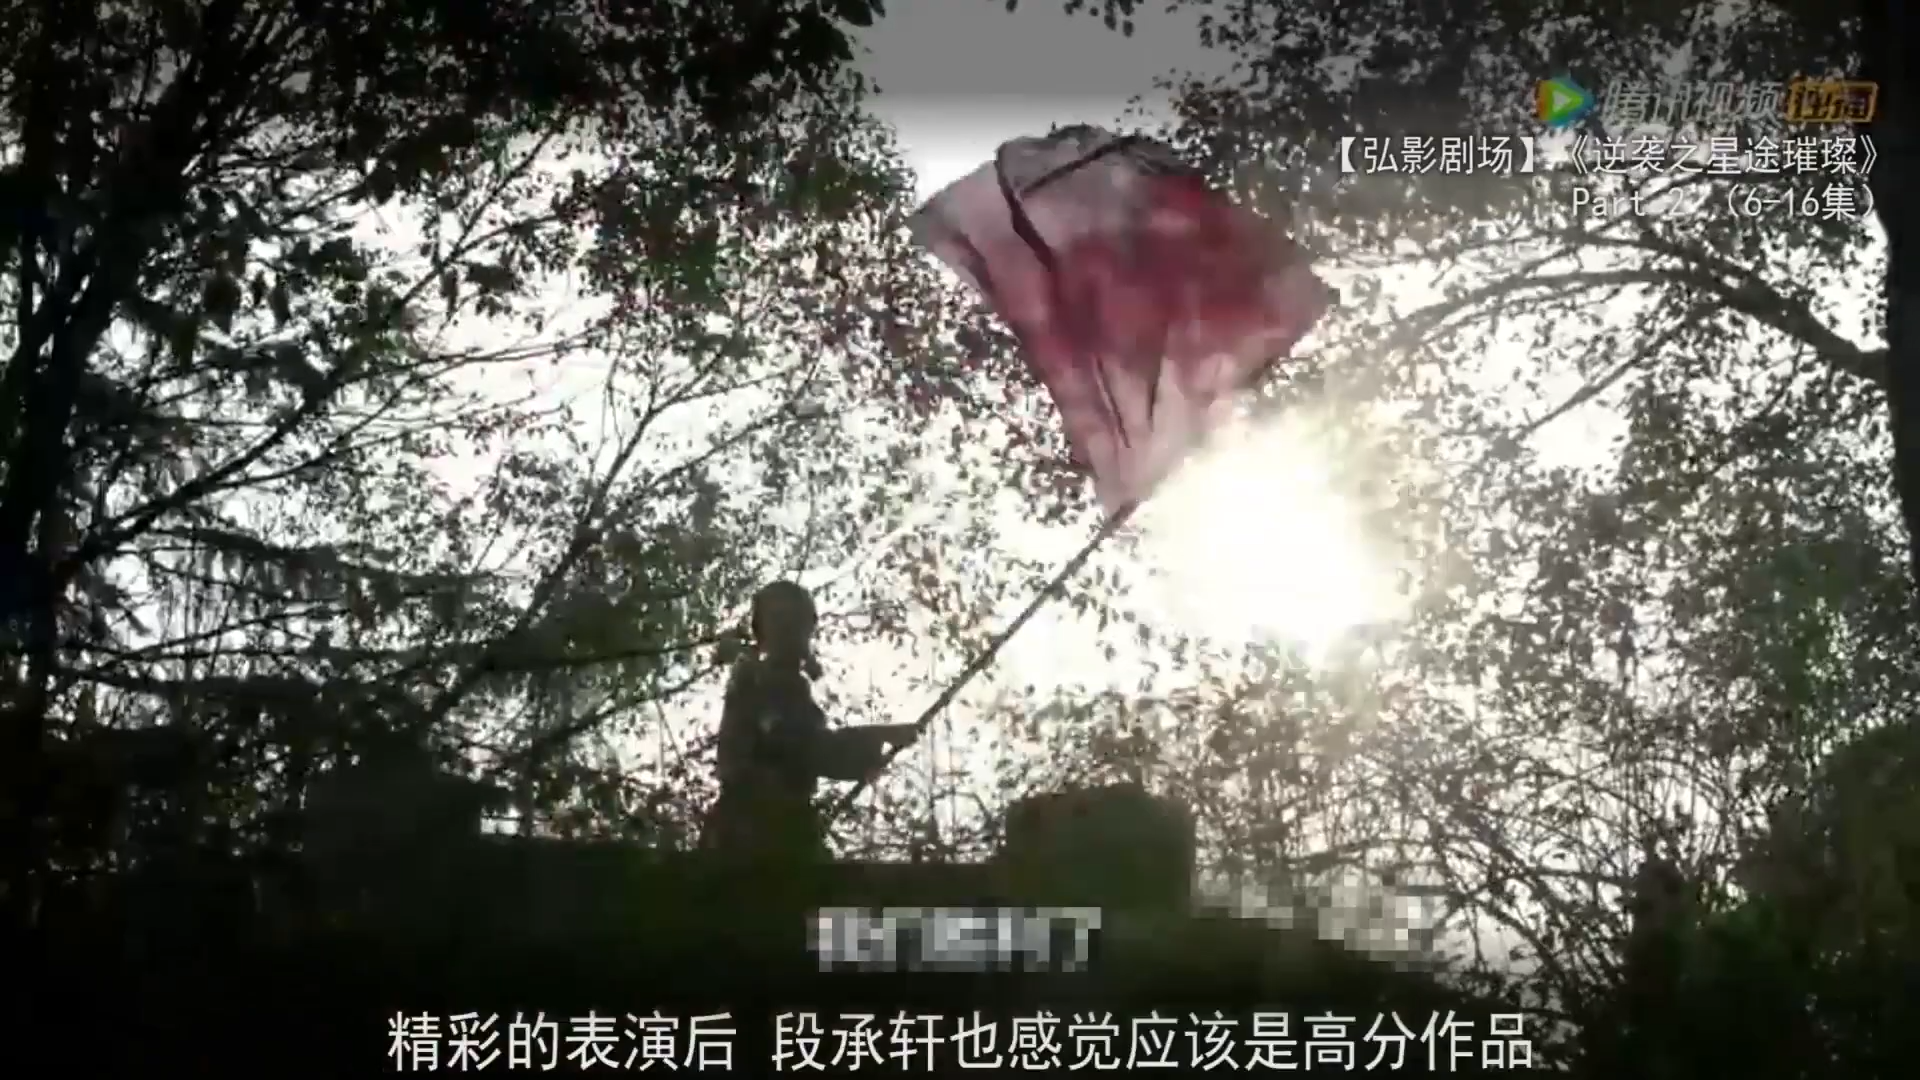 腾讯视频
【弘影剧场】《逆袭之星途璀璨》
Part 2 （6-16集）
精彩的表演后 段承轩也感觉应该是高分作品